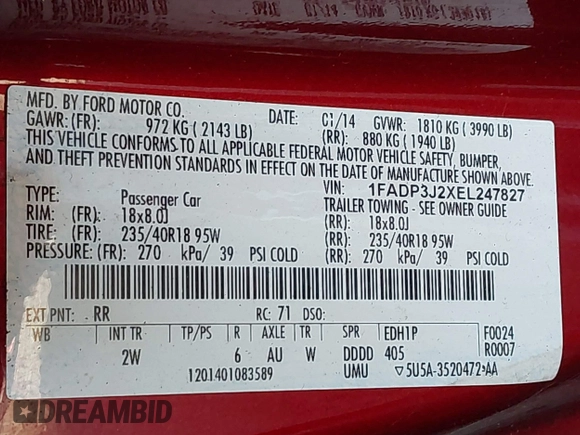 MFD. BY FORD MOTOR CO.
DATE: 01/14 GVWR: 1810 KG ( 3990 LB)
GAWR: (FR): 972 KG ( 2143 LB) (RR): 880 KG ( 1940 LB)
THIS VEHICLE CONFORMS TO ALL APPLICABLE FEDERAL MOTOR VEHICLE SAFETY, BUMPER,
AND THEFT PREVENTION STANDARDS IN EFFECT ON THE DATE OF MANUFACTURE SHOWN ABOVE.
VIN: 1FADP3J2XEL247827
TYPE: Passenger Car TRAILER TOWING - SEE OWNER GUIDE
RIM: (FR): 18x8.0J (RR): 18x8.0J
TIRE: (FR): 235/40R18 95W (RR): 235/40R18 95W
PRESSURE: (FR): 270 kPa/ 39 PSI COLD (RR): 270 kPa/ 39 PSI COLD
EXT PNT: RR RC: 71 DSO:
WB INT TR TP/PS R AXLE TR SPR EDH1P F0024
2W 6 AU W DDDD 405 R0007
1201401083589 UMU ▽5U5A-3520472-AA
DREAMBID